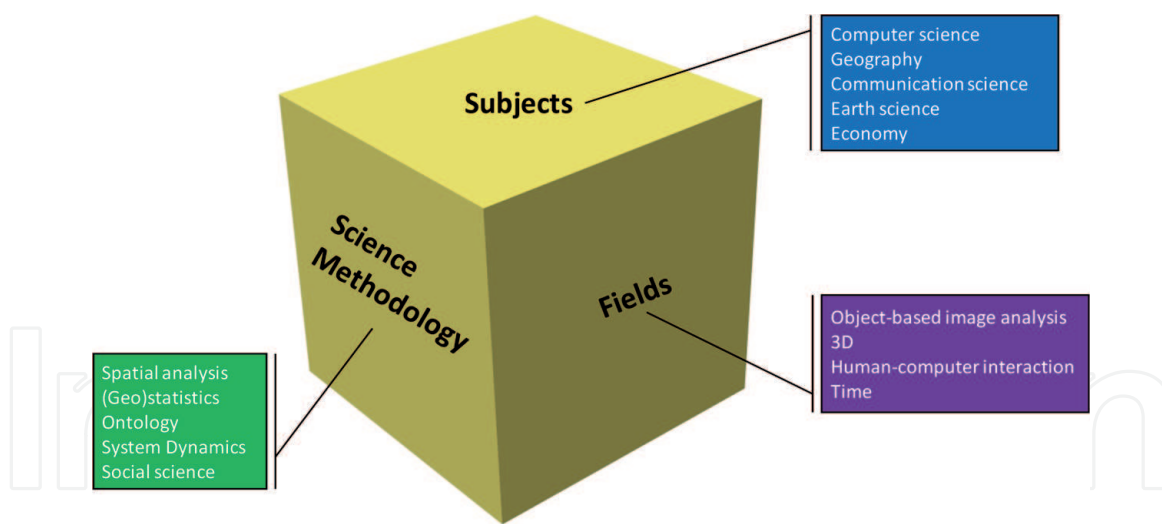 Subjects
Computer science
Geography
Communication science
Earth science
Economy
Science
Methodology
Spatial analysis
(Geo)statistics
Ontology
System Dynamics
Social science
Fields
Object-based image analysis
3D
Human-computer interaction
Time